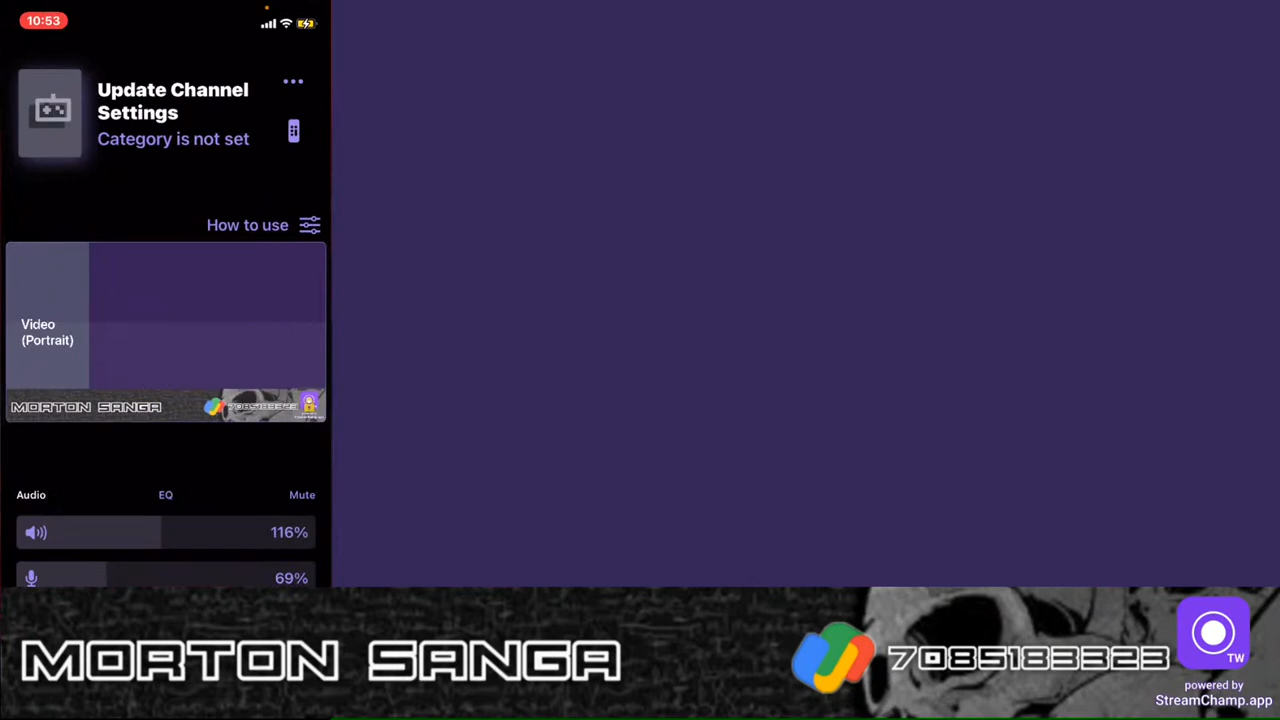 10:53
Update Channel
Settings
Category is not set
How to use
Video
(Portrait)
MORTON SANGA
7085183323
Audio
EQ
Mute
116%
69%
MORTON SANGA
7085183323
TW
powered by
StreamChamp.app